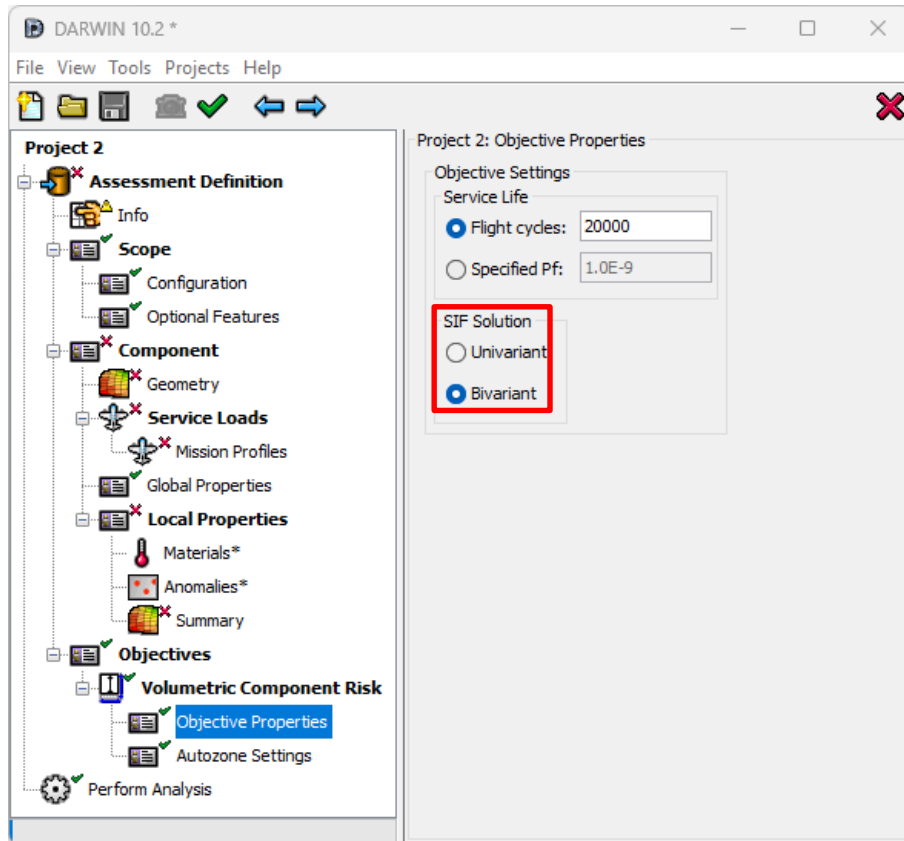 DARWIN 10.2 *
File View Tools Projects Help
Project 2
Assessment Definition
Info
Scope
Configuration
Optional Features
Component
Geometry
Service Loads
Mission Profiles
Global Properties
Local Properties
Materials*
Anomalies*
Summary
Objectives
Volumetric Component Risk
Objective Properties
Autozone Settings
Perform Analysis
Project 2: Objective Properties
Objective Settings
Service Life
Flight cycles: 20000
Specified Pf: 1.0E-9
SIF Solution
Univariant
Bivariant